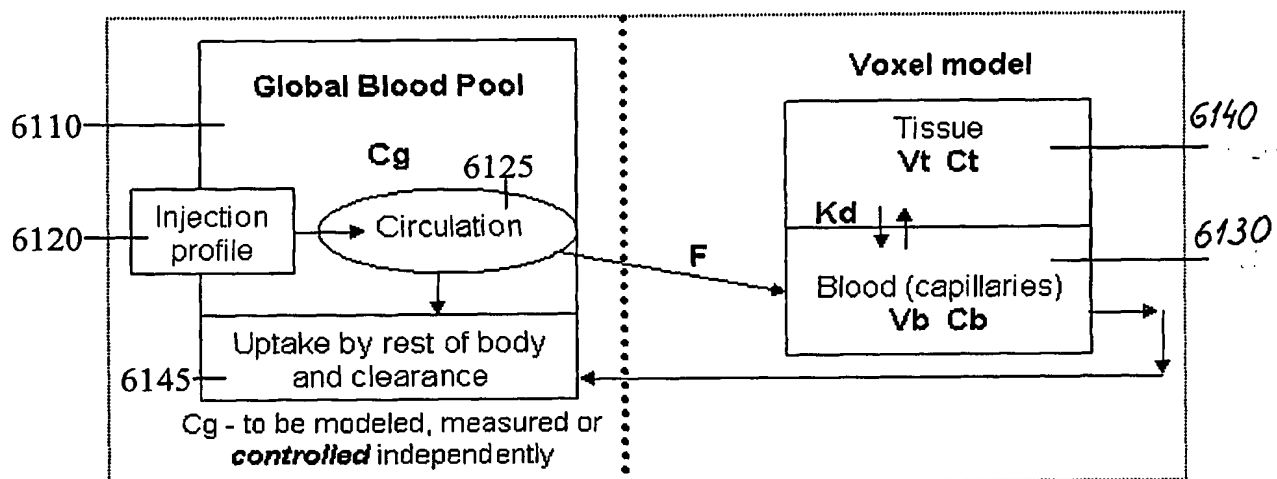 Global Blood Pool
Voxel model
6110
Cg
6125
Tissue
Vt Ct
6140
Injection
profile
Circulation
6120
Kd
6130
F
Blood (capillaries)
Vb Cb
Uptake by rest of body
and clearance
6145
Cg - to be modeled, measured or
controlled independently